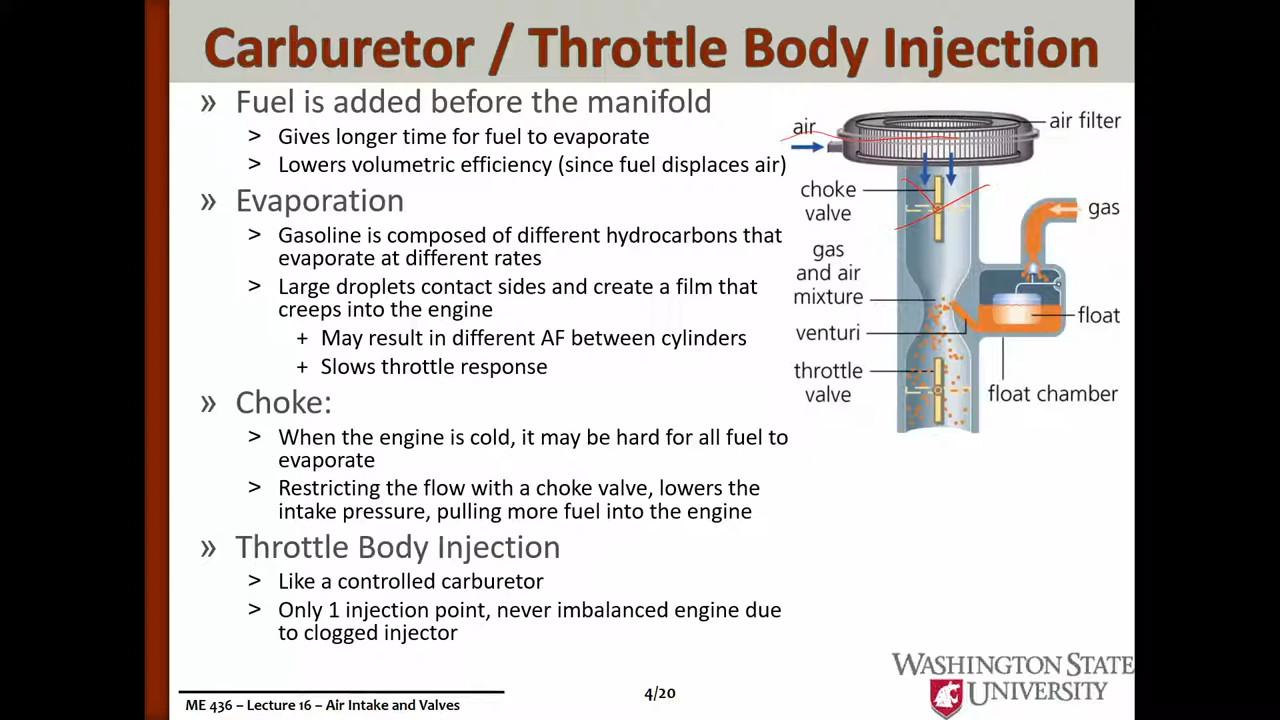 Carburetor / Throttle Body Injection
» Fuel is added before the manifold
> Gives longer time for fuel to evaporate
> Lowers volumetric efficiency (since fuel displaces air)
» Evaporation
> Gasoline is composed of different hydrocarbons that
evaporate at different rates
> Large droplets contact sides and create a film that
creeps into the engine
+ May result in different AF between cylinders
+ Slows throttle response
» Choke:
> When the engine is cold, it may be hard for all fuel to
evaporate
> Restricting the flow with a choke valve, lowers the
intake pressure, pulling more fuel into the engine
» Throttle Body Injection
> Like a controlled carburetor
> Only 1 injection point, never imbalanced engine due
to clogged injector
air
air filter
choke
valve
gas
gas
and air
mixture
float
venturi
throttle
valve
float chamber
WASHINGTON STATE
UNIVERSITY
ME 436 – Lecture 16 – Air Intake and Valves
4/20